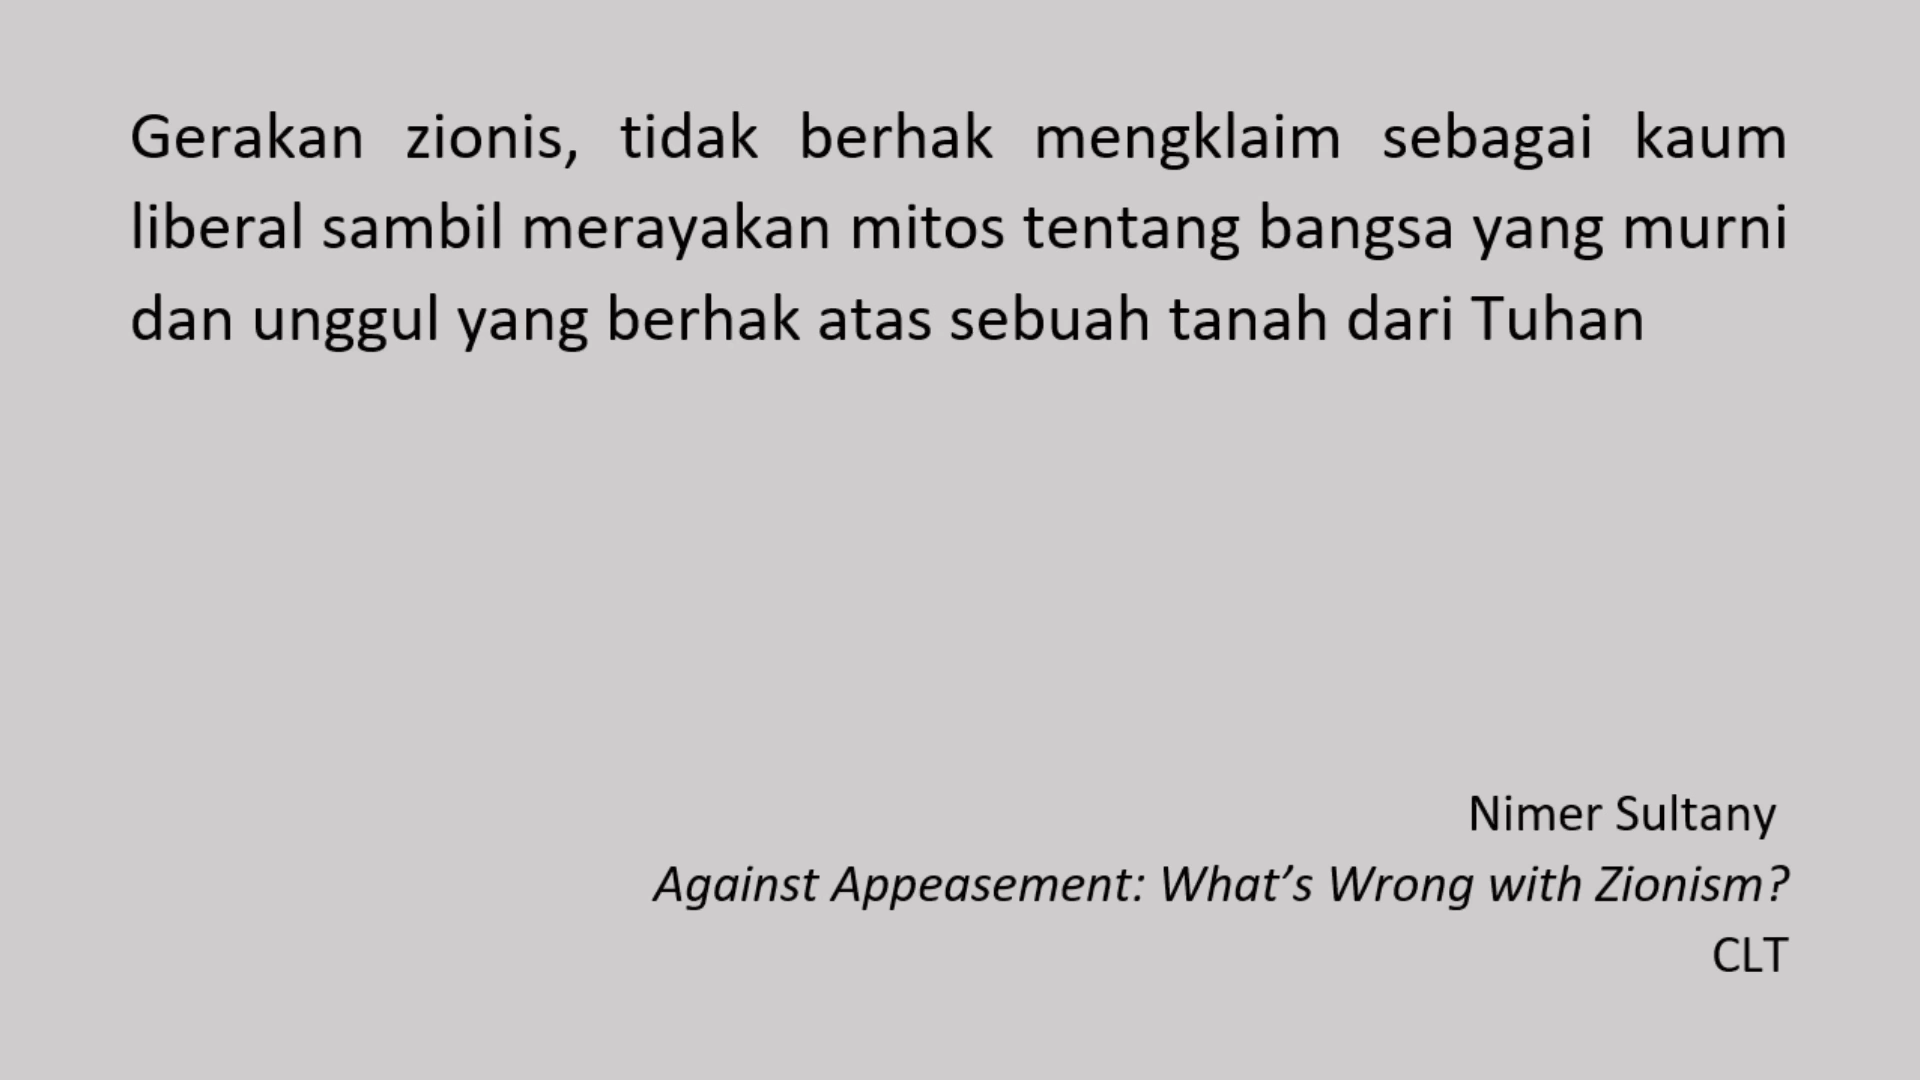 Gerakan zionis, tidak berhak mengklaim sebagai kaum
liberal sambil merayakan mitos tentang bangsa yang murni
dan unggul yang berhak atas sebuah tanah dari Tuhan
Nimer Sultany
Against Appeasement: What’s Wrong with Zionism?
CLT